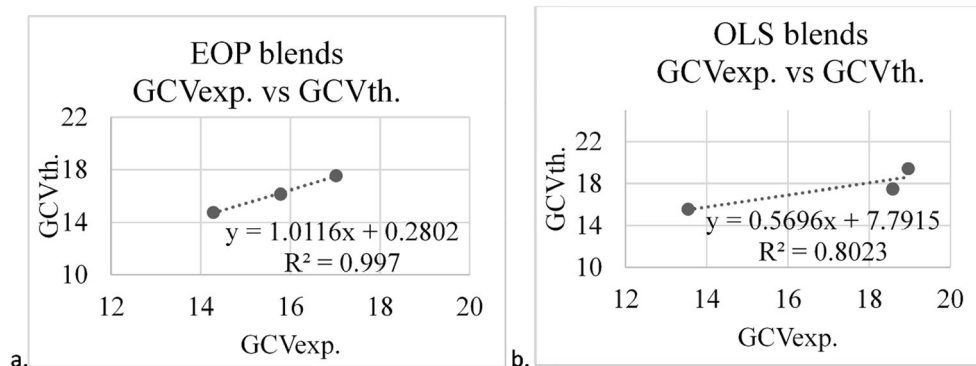 EOP blends
GCVexp. vs GCVth.
22
18
14
10
GCVth.
y = 1.0116x + 0.2802
R² = 0.997
12
14
16
18
20
GCVexp.
a.
OLS blends
GCVexp. vs GCVth.
22
18
14
10
GCVth.
y = 0.5696x + 7.7915
R² = 0.8023
12
14
16
18
20
GCVexp.
b.